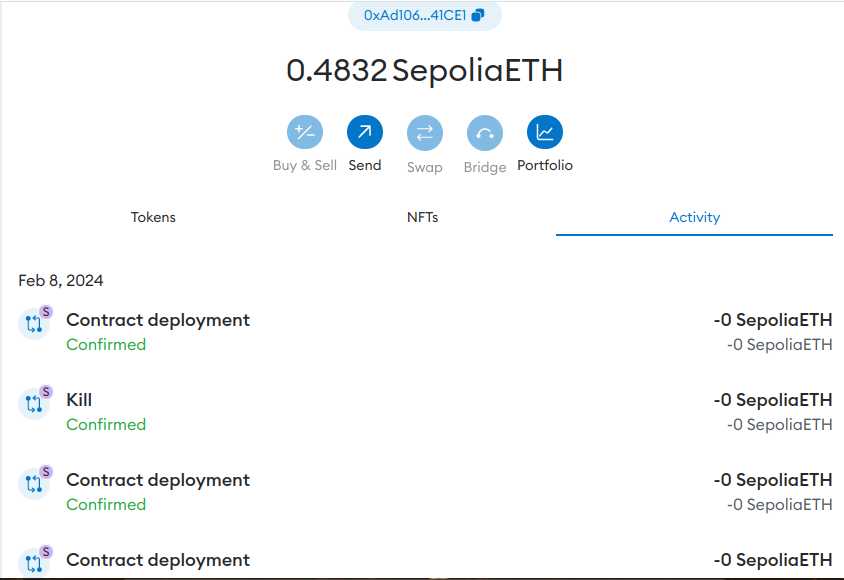 0xAd106...41CE1
0.4832 SepoliaETH
Buy & Sell Send Swap Bridge Portfolio
Tokens NFTs Activity
Feb 8, 2024
S
Contract deployment -0 SepoliaETH
Confirmed -0 SepoliaETH
S
Kill -0 SepoliaETH
Confirmed -0 SepoliaETH
S
Contract deployment -0 SepoliaETH
Confirmed -0 SepoliaETH
S
Contract deployment -0 SepoliaETH